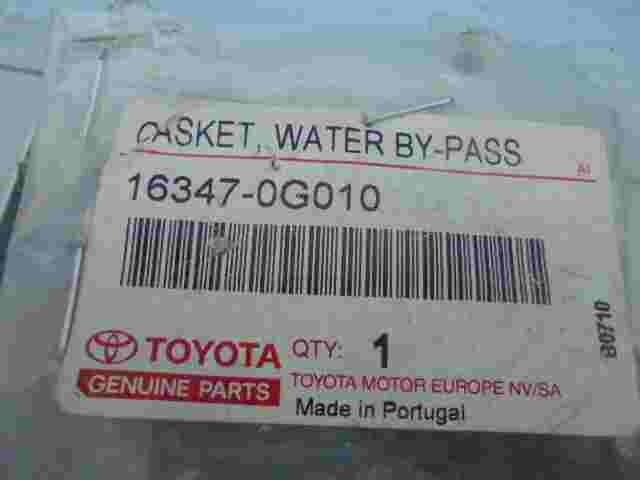 GASKET, WATER BY-PASS
A1
16347-0G010
TOYOTA
GENUINE PARTS
QTY: 1
TOYOTA MOTOR EUROPE NV/SA
Made in Portugal
80710